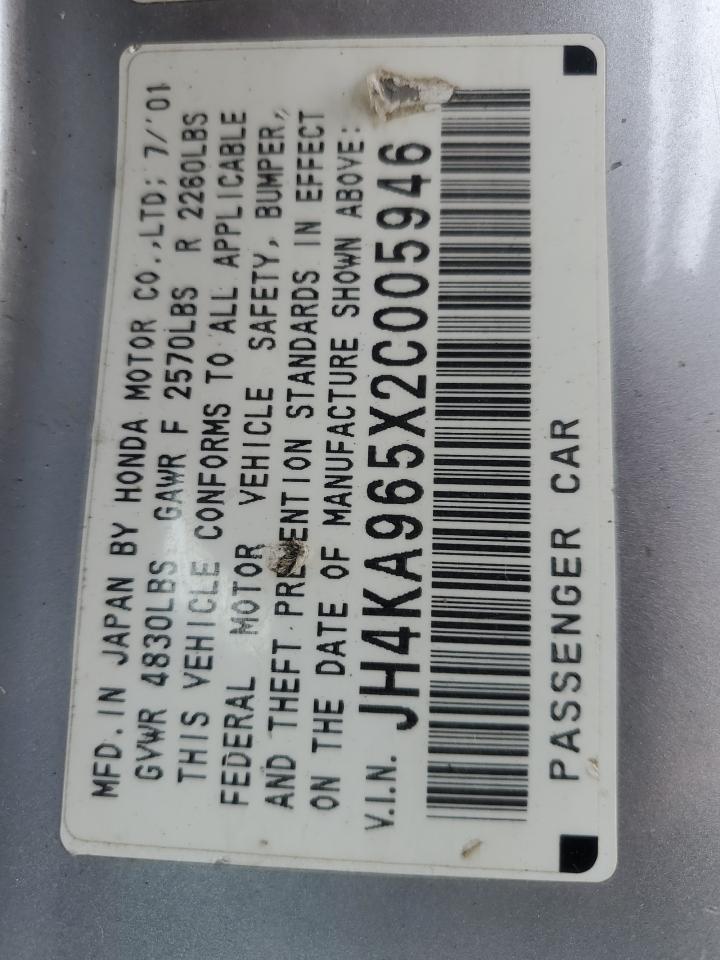 MFD. IN JAPAN BY HONDA MOTOR CO., LTD; 7/'01
GVWR 4830LBS GAWR F 2570LBS R 2260LBS
THIS VEHICLE CONFORMS TO ALL APPLICABLE
FEDERAL MOTOR VEHICLE SAFETY, BUMPER,
AND THEFT PREVENTION STANDARDS IN EFFECT
ON THE DATE OF MANUFACTURE SHOWN ABOVE:
V.I.N. JH4KA965X2C005946
PASSENGER CAR